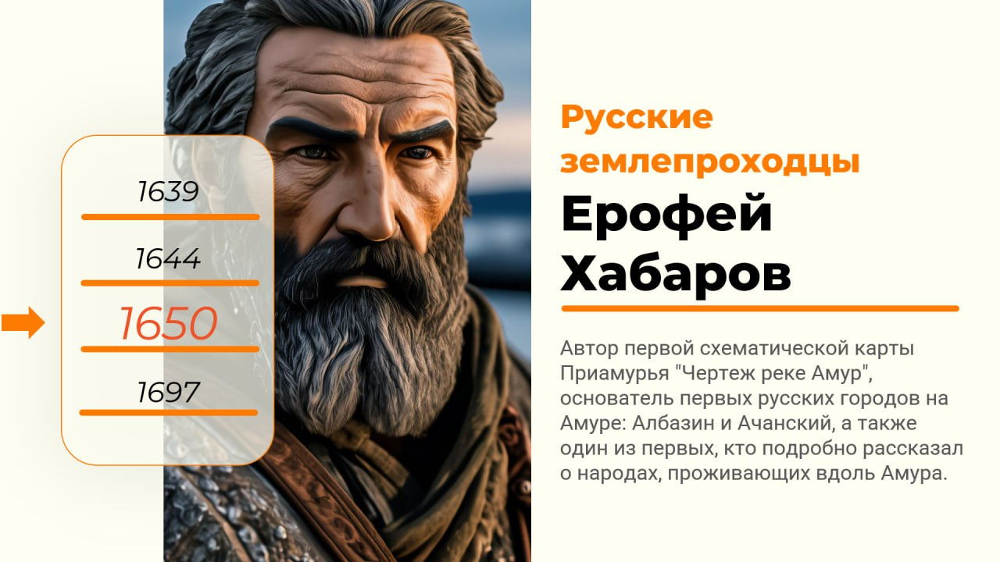 1639
1644
1650
1697
Русские
землепроходцы
Ерофей
Хабаров
Автор первой схематической карты
Приамурья "Чертеж реке Амур",
основатель первых русских городов на
Амуре: Албазин и Ачанский, а также
один из первых, кто подробно рассказал
о народах, проживающих вдоль Амура.